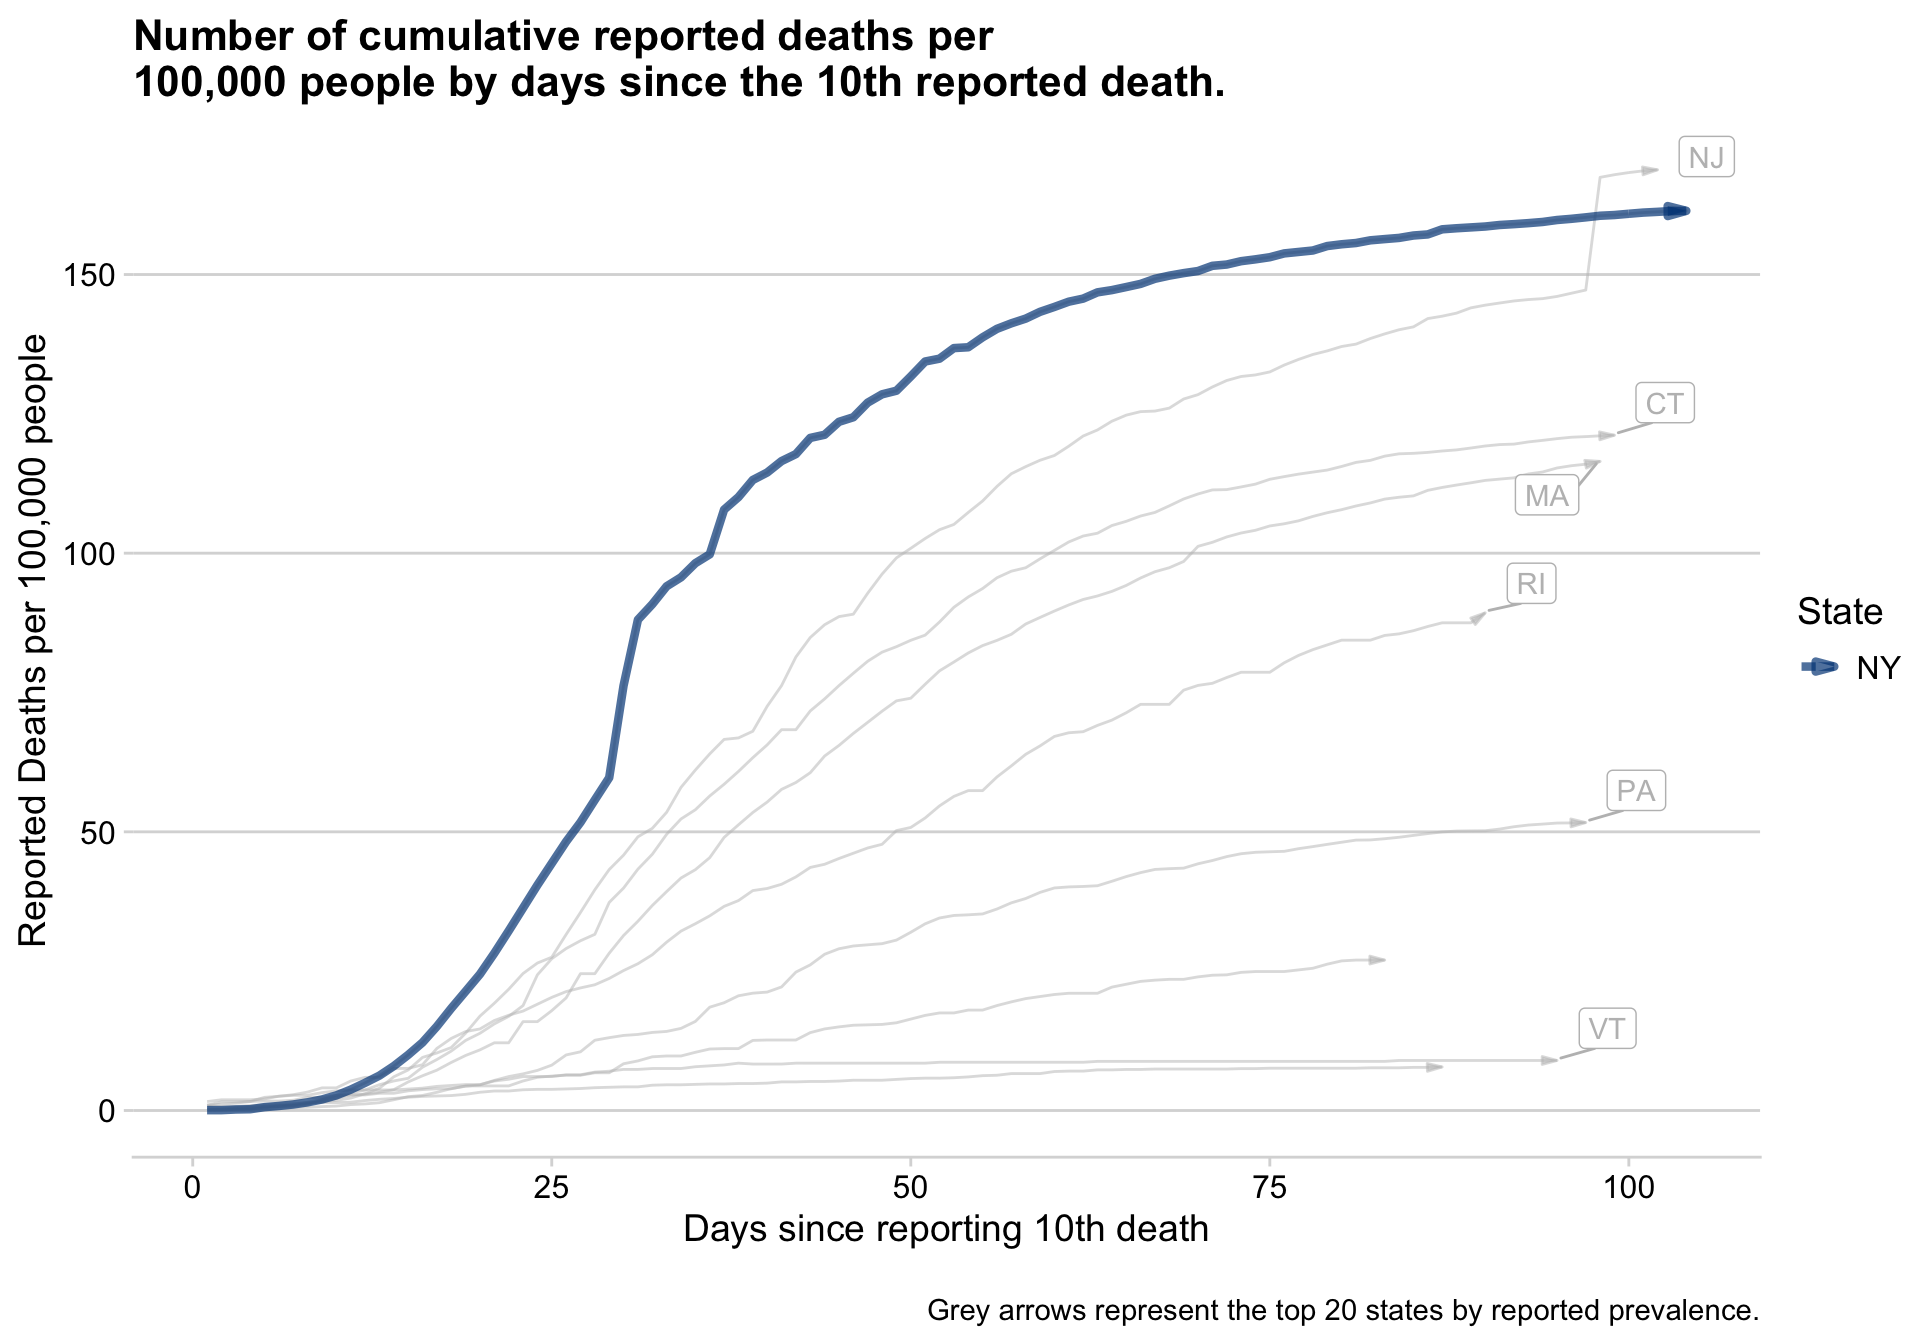 Number of cumulative reported deaths per
100,000 people by days since the 10th reported death.
NJ
150
CT
MA
100
RI
State
NY
PA
50
VT
0
Reported Deaths per 100,000 people
0 25 50 75 100
Days since reporting 10th death
Grey arrows represent the top 20 states by reported prevalence.